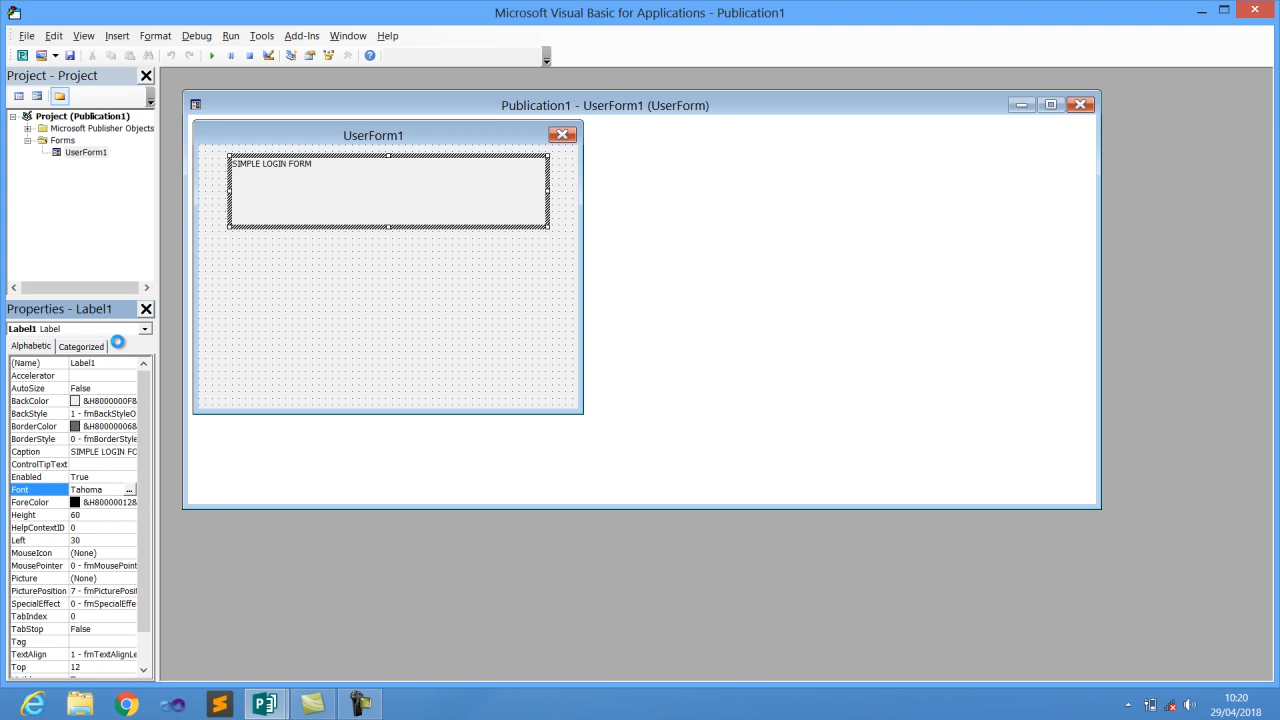 Microsoft Visual Basic for Applications - Publication1
File Edit View Insert Format Debug Run Tools Add-Ins Window Help
Project - Project
Project (Publication1)
Microsoft Publisher Objects
Forms
UserForm1
Publication1 - UserForm1 (UserForm)
UserForm1
SIMPLE LOGIN FORM
Properties - Label1
Label1 Label
Alphabetic Categorized
(Name) Label1
Accelerator
AutoSize False
BackColor &H8000000F&
BackStyle 1 - fmBackStyleO
BorderColor &H80000006&
BorderStyle 0 - fmBorderStyle
Caption SIMPLE LOGIN FO
ControlTipText
Enabled True
Font Tahoma ...
ForeColor &H80000012&
Height 60
HelpContextID 0
Left 30
MouseIcon (None)
MousePointer 0 - fmMousePoint
Picture (None)
PicturePosition 7 - fmPicturePosit
SpecialEffect 0 - fmSpecialEffe
TabIndex 0
TabStop False
Tag
TextAlign 1 - fmTextAlignLe
Top 12
10:20
29/04/2018